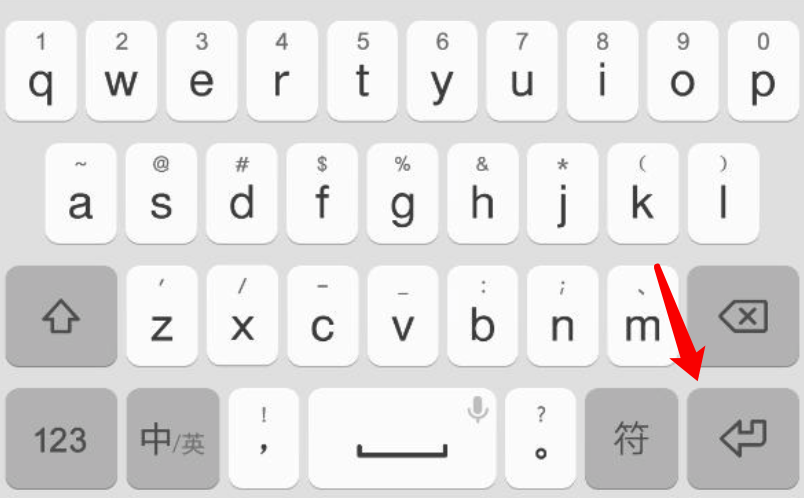 1 2 3 4 5 6 7 8 9 0
q w e r t y u i o p
~ @ # $ % & * ( )
a s d f g h j k l
′ / - _ : ; 、
z x c v b n m
! ?
123 中/英 , 。 符